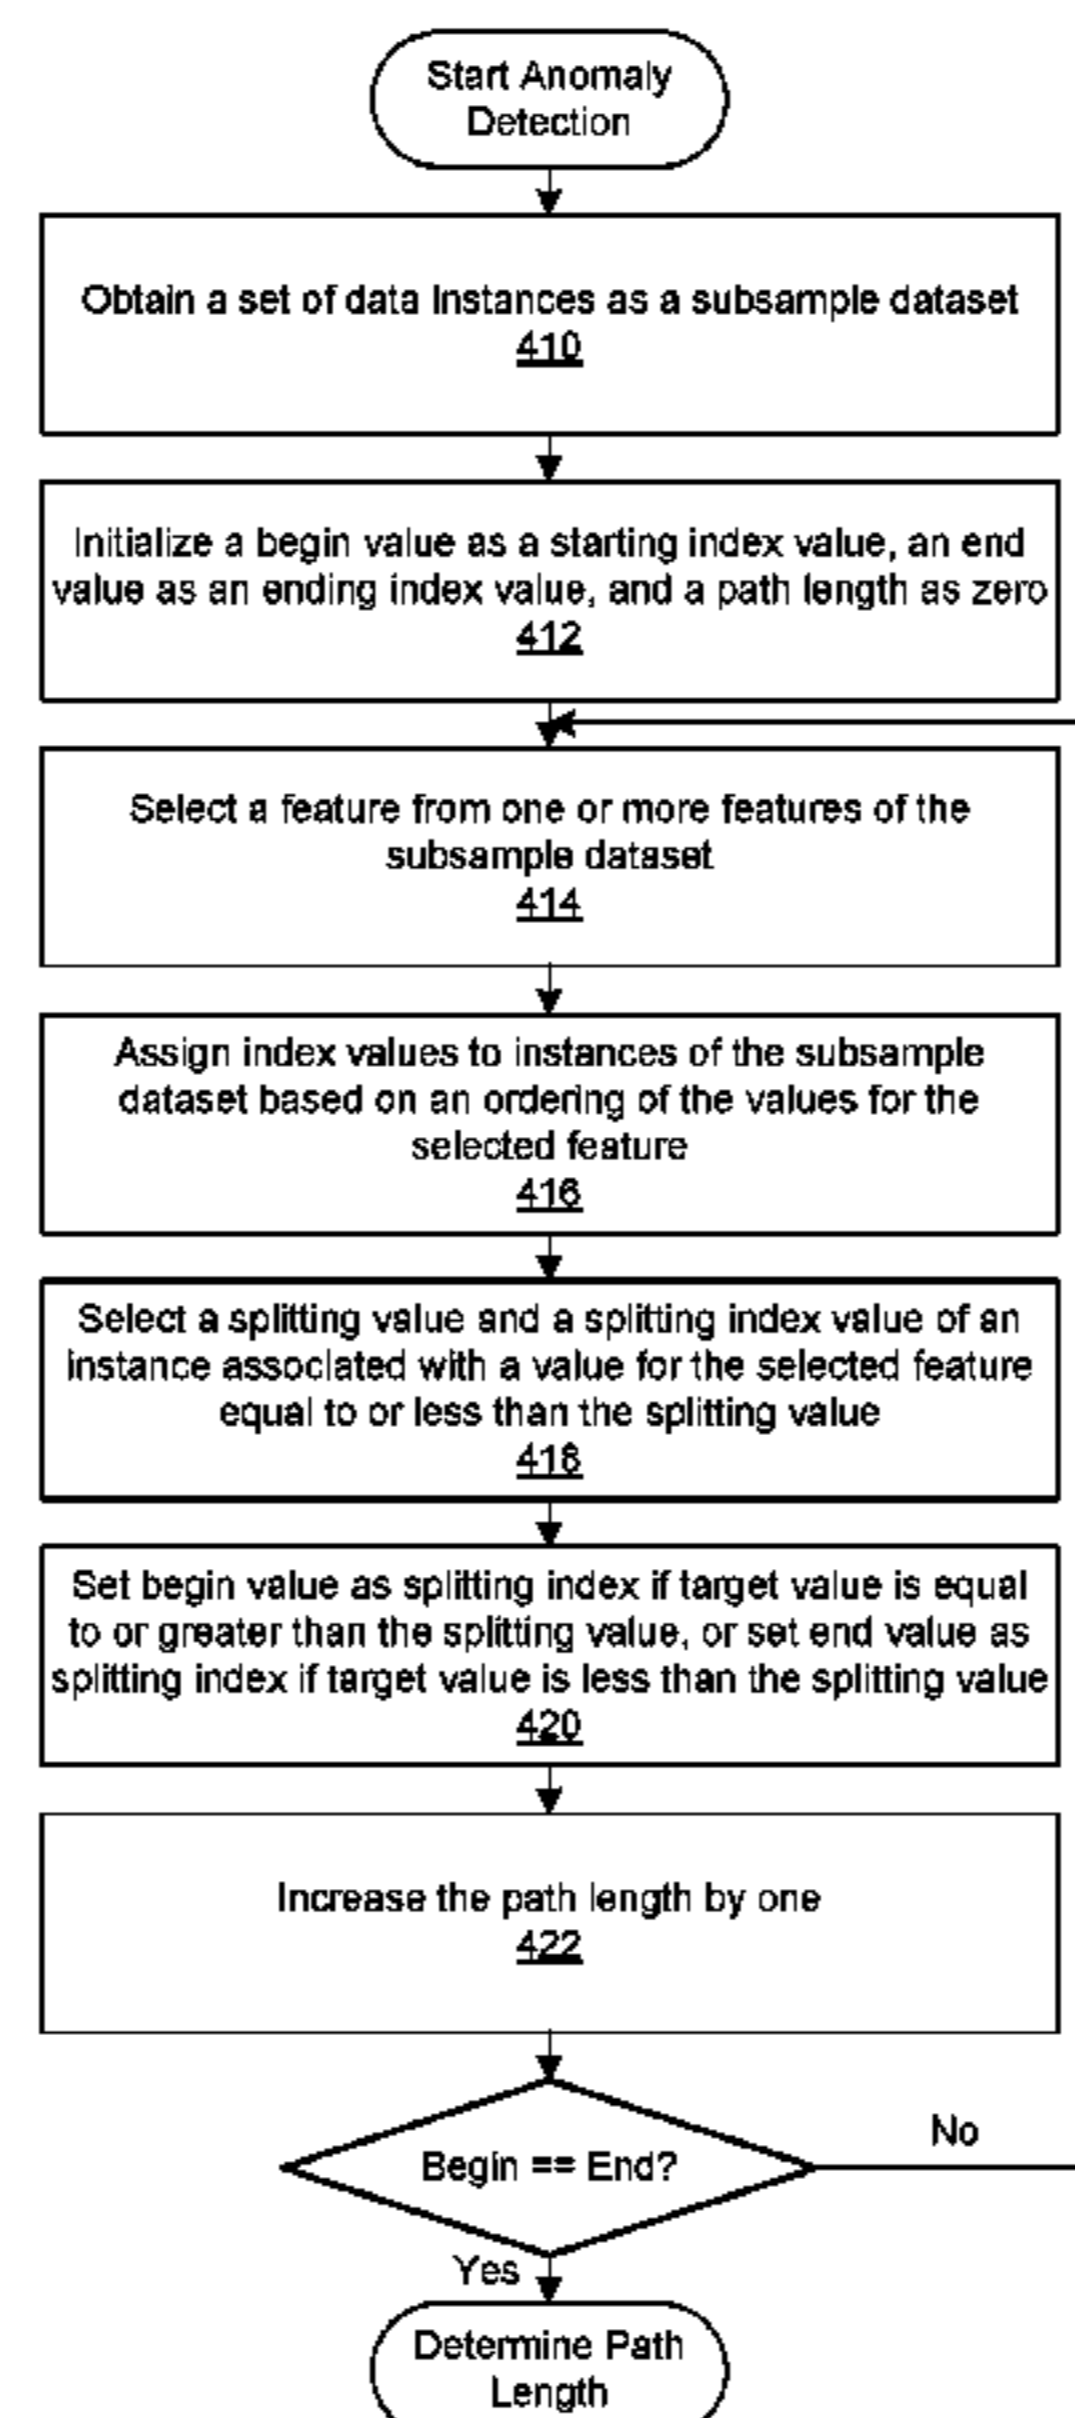 Start Anomaly
Detection
Obtain a set of data instances as a subsample dataset
410
Initialize a begin value as a starting index value, an end
value as an ending index value, and a path length as zero
412
Select a feature from one or more features of the
subsample dataset
414
Assign index values to instances of the subsample
dataset based on an ordering of the values for the
selected feature
416
Select a splitting value and a splitting index value of an
instance associated with a value for the selected feature
equal to or less than the splitting value
418
Set begin value as splitting index if target value is equal
to or greater than the splitting value, or set end value as
splitting index if target value is less than the splitting value
420
Increase the path length by one
422
Begin == End?
No
Yes
Determine Path
Length